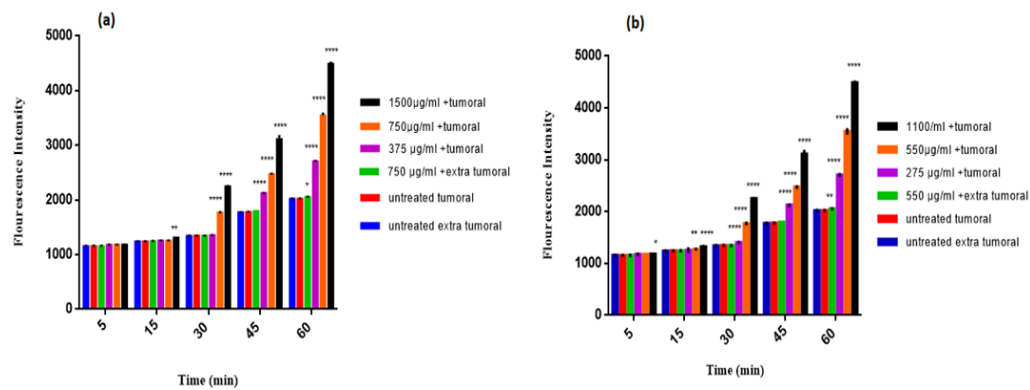 (a)
Flourescence Intensity
5000
4000
3000
2000
1000
0
**
****
****
****
****
****
*
****
****
****
5
15
30
45
60
Time (min)
1500µg/ml +tumoral
750µg/ml +tumoral
375 µg/ml +tumoral
750 µg/ml +extra tumoral
untreated tumoral
untreated extra tumoral
(b)
Flourescence Intensity
5000
4000
3000
2000
1000
0
*
** ****
****
****
****
****
****
****
**
****
****
****
5
15
30
45
60
Time (min)
1100/ml +tumoral
550µg/ml +tumoral
275 µg/ml +tumoral
550 µg/ml +extra tumoral
untreated tumoral
untreated extra tumoral